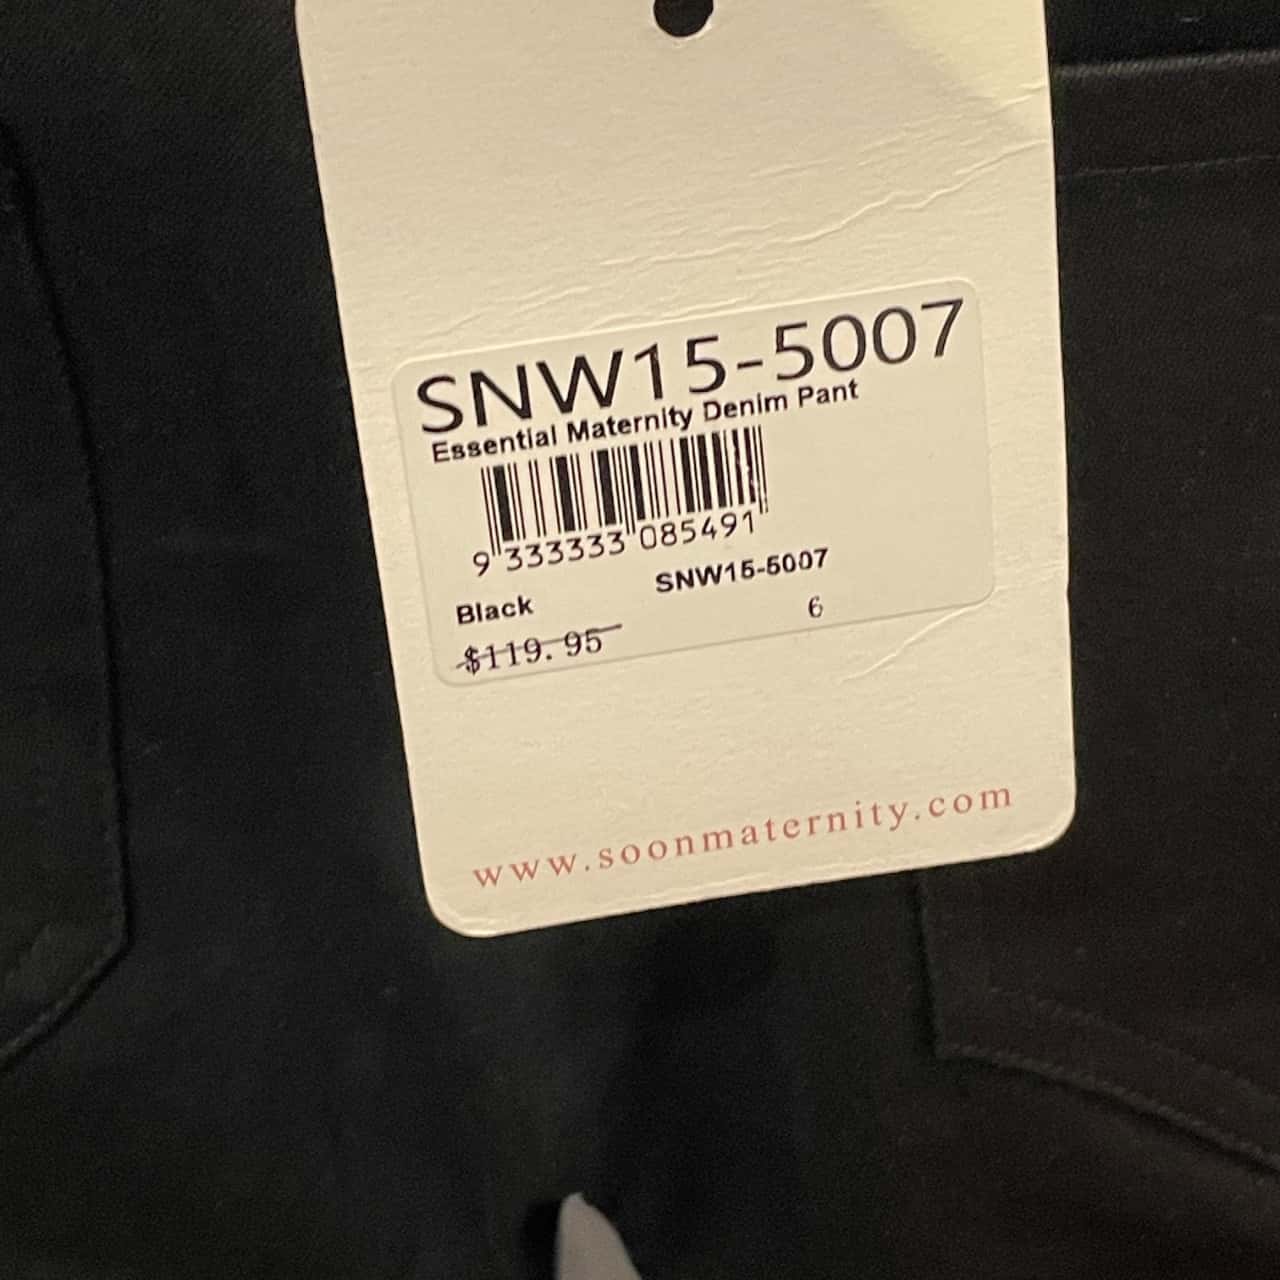 SNW15-5007
Essential Maternity Denim Pant
9 333333 085491
Black SNW15-5007
$119.95 6
www.soonmaternity.com